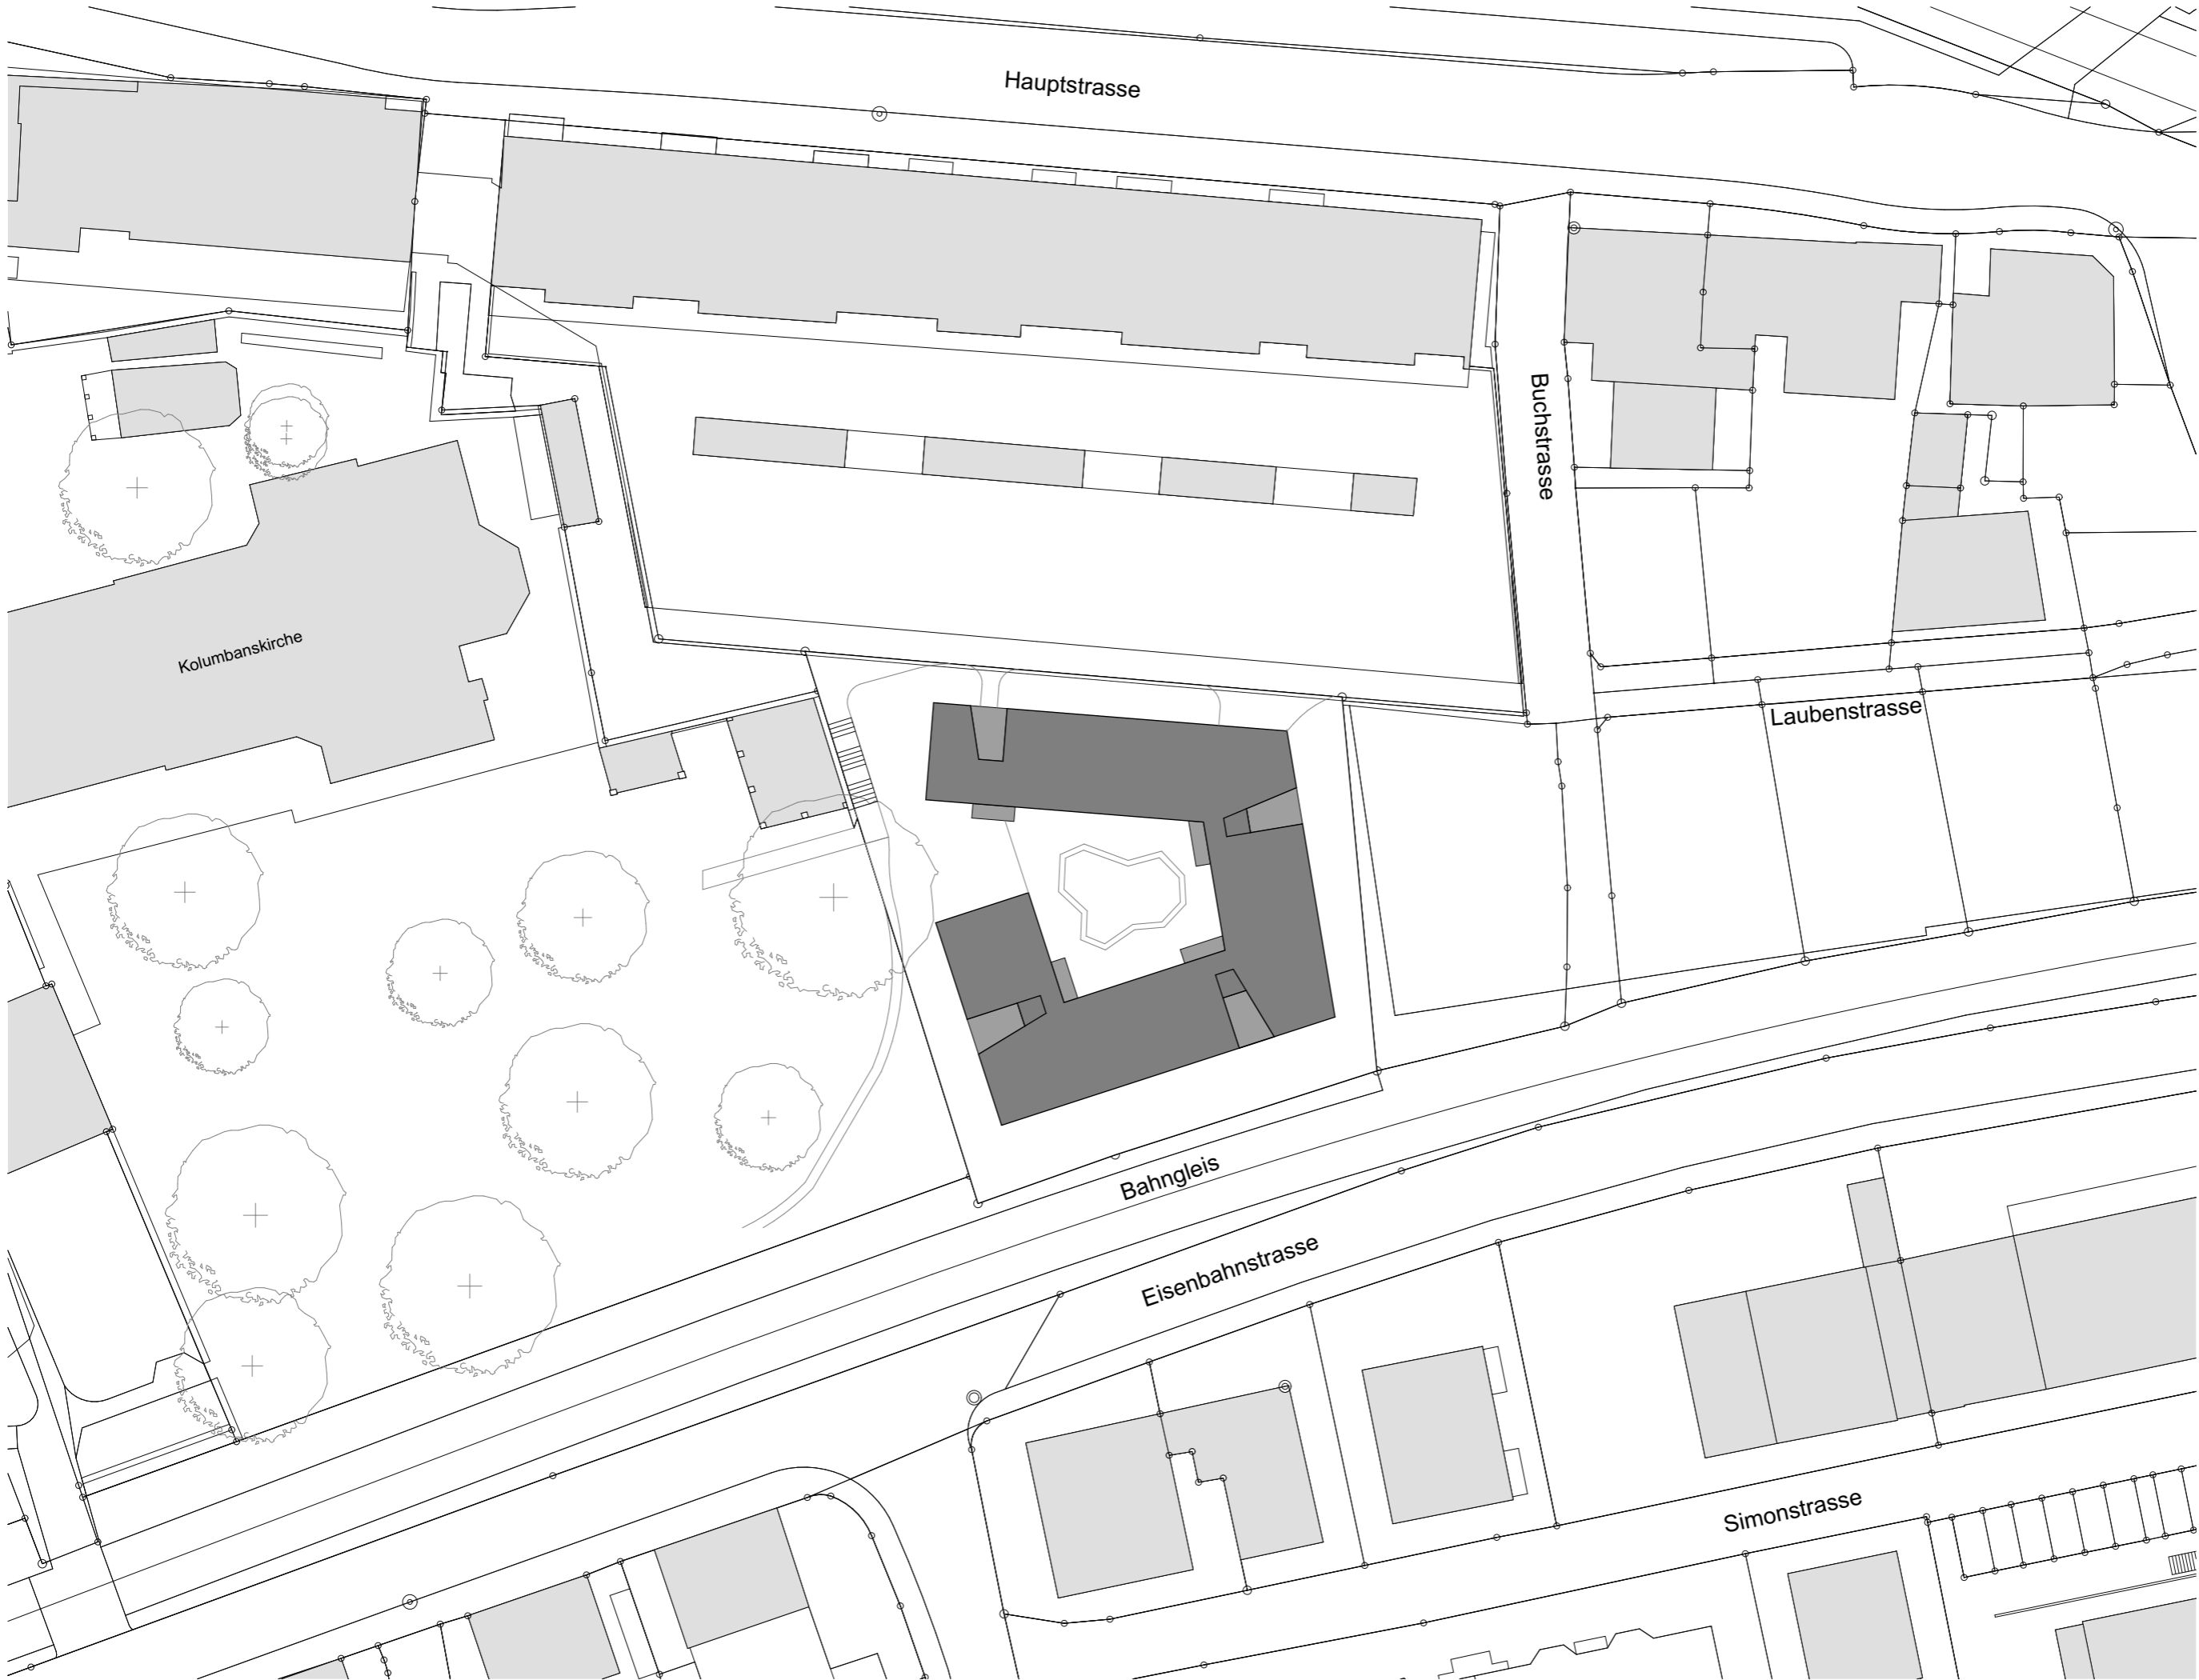 Hauptstrasse
Buchstrasse
Kolumbanskirche
Laubenstrasse
Bahngleis
Eisenbahnstrasse
Simonstrasse